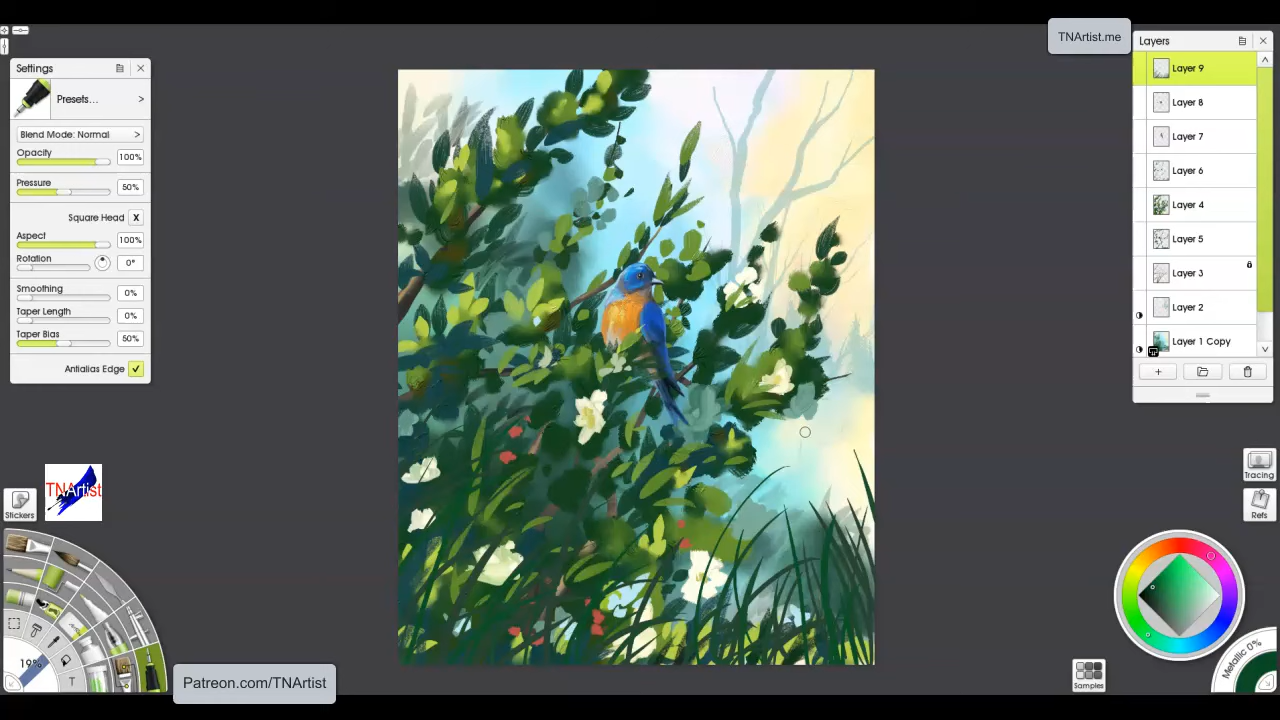 TNArtist.me
Settings
Presets...
Blend Mode: Normal
Opacity
100%
Pressure
50%
Square Head X
Aspect
100%
Rotation
0°
Smoothing
0%
Taper Length
0%
Taper Bias
50%
Antialias Edge
Layers
Layer 9
Layer 8
Layer 7
Layer 6
Layer 4
Layer 5
Layer 3
Layer 2
Layer 1 Copy
Tracing
Refs
Stickers
TNArtist
19%
T
Patreon.com/TNArtist
Samples
Metallic 0%